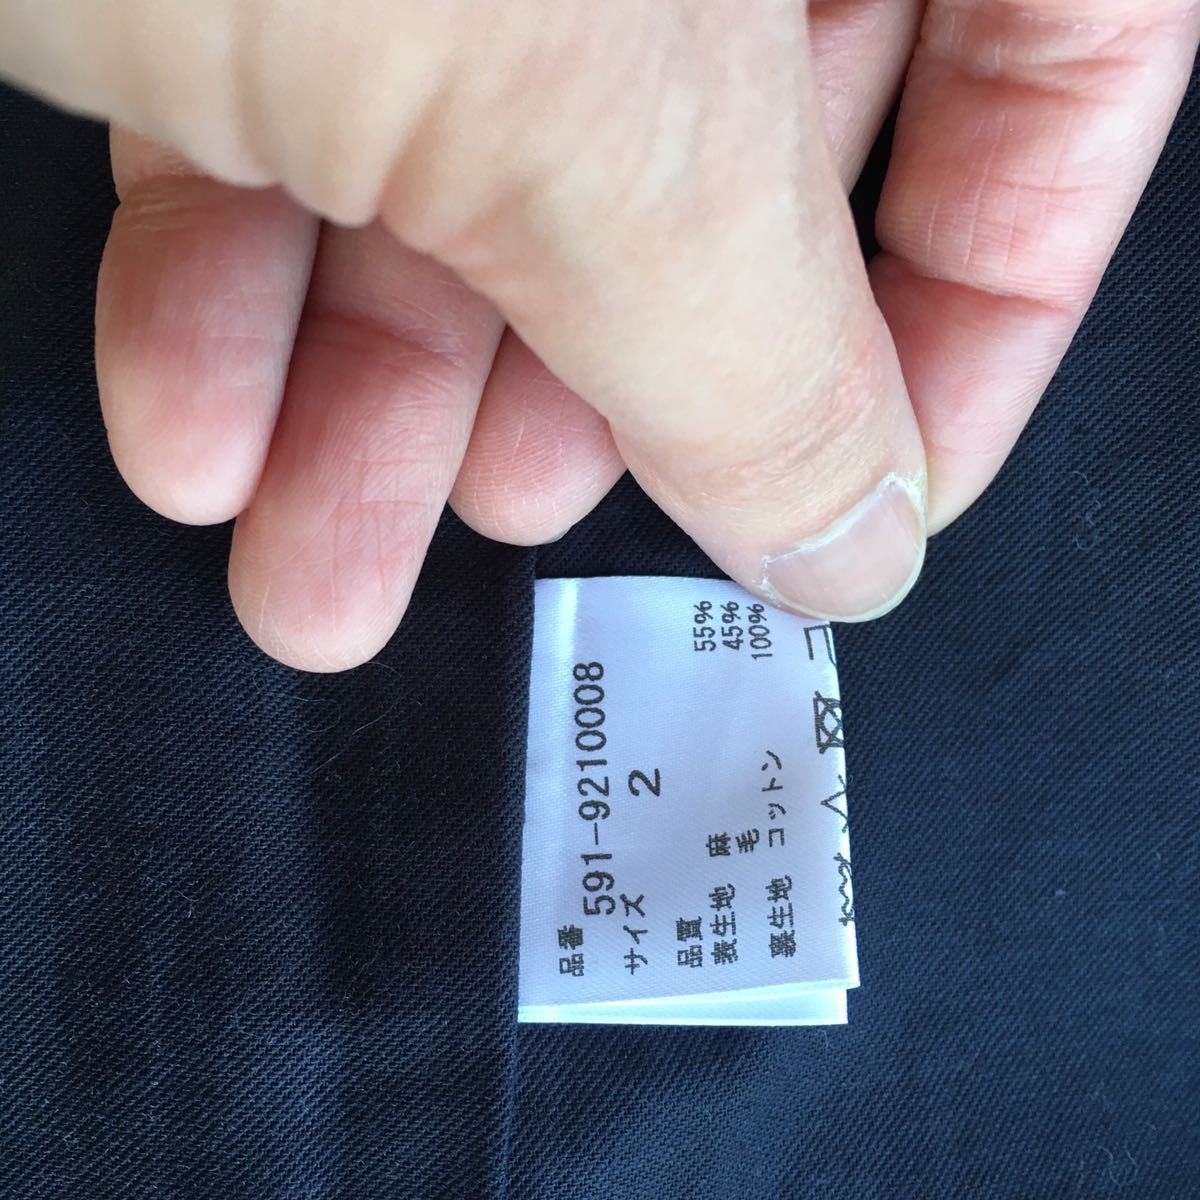 品番
591-9210008
サイズ 2
品質
表生地 麻 55%
毛 45%
裏生地 コットン 100%